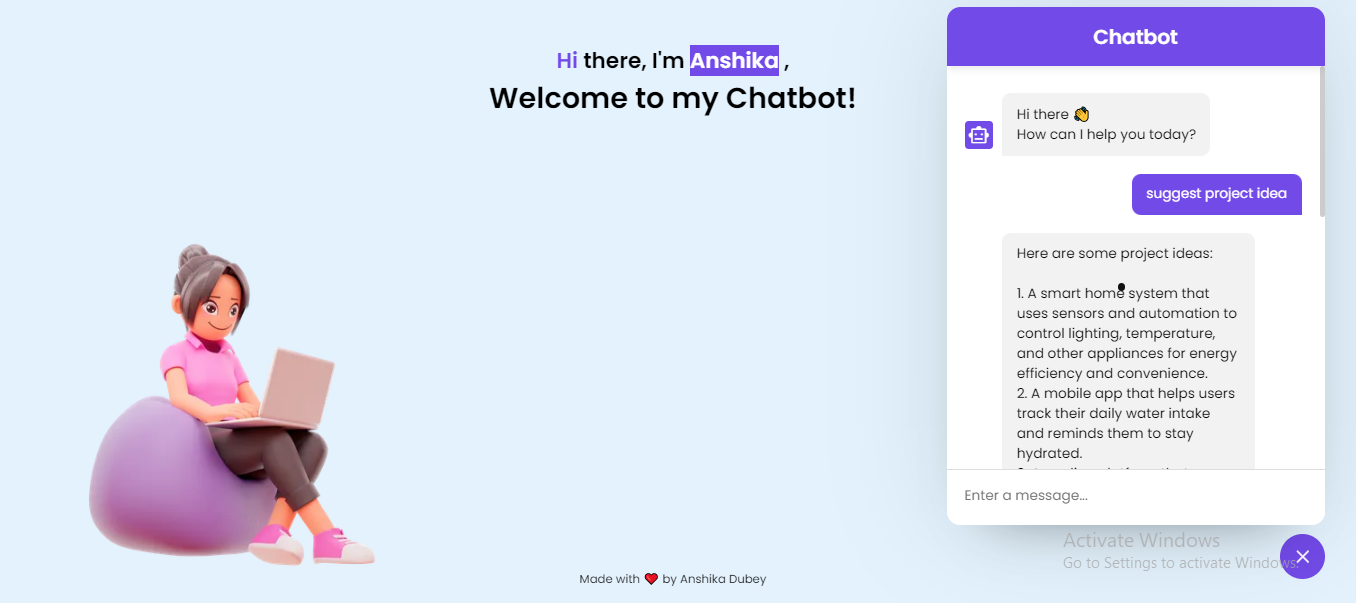 Hi there, I'm Anshika ,
Welcome to my Chatbot!
Chatbot
Hi there 👏
How can I help you today?
suggest project idea
Here are some project ideas:
1. A smart home system that
uses sensors and automation to
control lighting, temperature,
and other appliances for energy
efficiency and convenience.
2. A mobile app that helps users
track their daily water intake
and reminds them to stay
hydrated.
Enter a message...
Activate Windows
Go to Settings to activate Windows.
Made with ❤ by Anshika Dubey